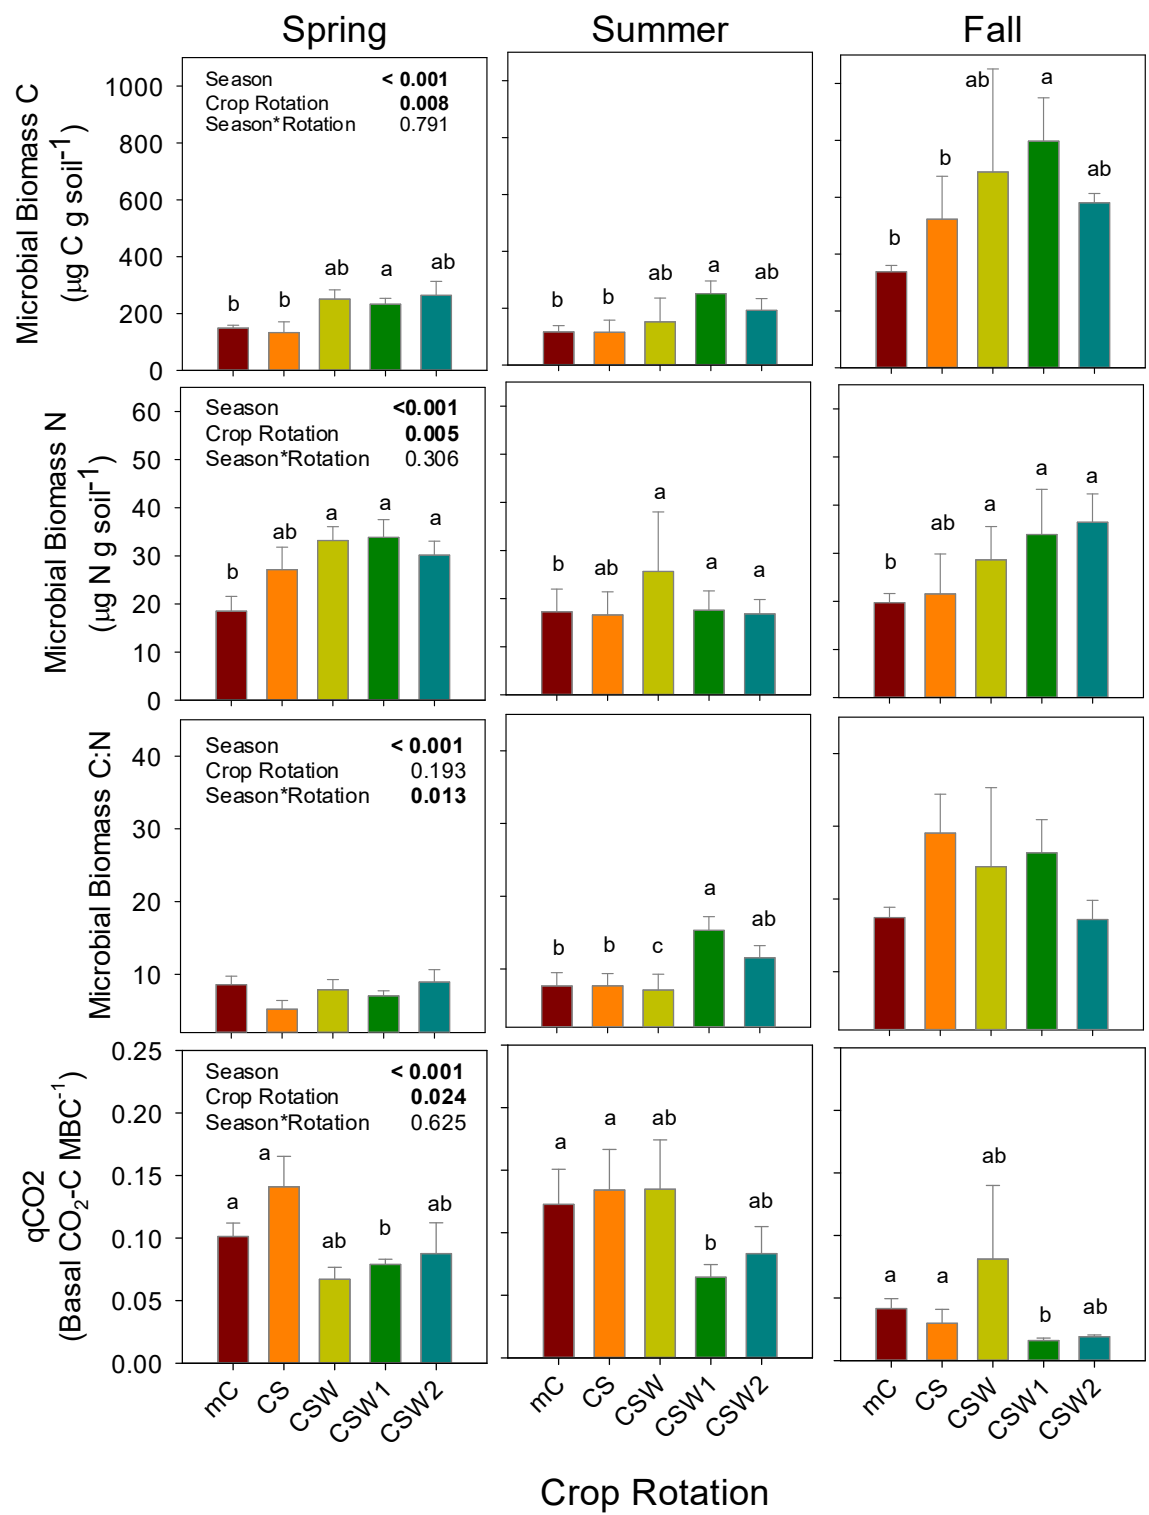 Spring Summer Fall
Microbial Biomass C
(µg C g soil-1)
1000
800
600
400
200
0
Season < 0.001
Crop Rotation 0.008
Season*Rotation 0.791
b b ab a ab
b b ab a ab
b b ab a ab
Microbial Biomass N
(µg N g soil-1)
60
50
40
30
20
10
0
Season <0.001
Crop Rotation 0.005
Season*Rotation 0.306
b ab a a a
b ab a a a
b ab a a a
Microbial Biomass C:N
40
30
20
10
Season < 0.001
Crop Rotation 0.193
Season*Rotation 0.013
b b c a ab
qCO2
(Basal CO2-C MBC-1)
0.25
0.20
0.15
0.10
0.05
0.00
Season < 0.001
Crop Rotation 0.024
Season*Rotation 0.625
a a ab b ab
a a ab b ab
a a ab b ab
mC CS CSW CSW1 CSW2
mC CS CSW CSW1 CSW2
mC CS CSW CSW1 CSW2
Crop Rotation